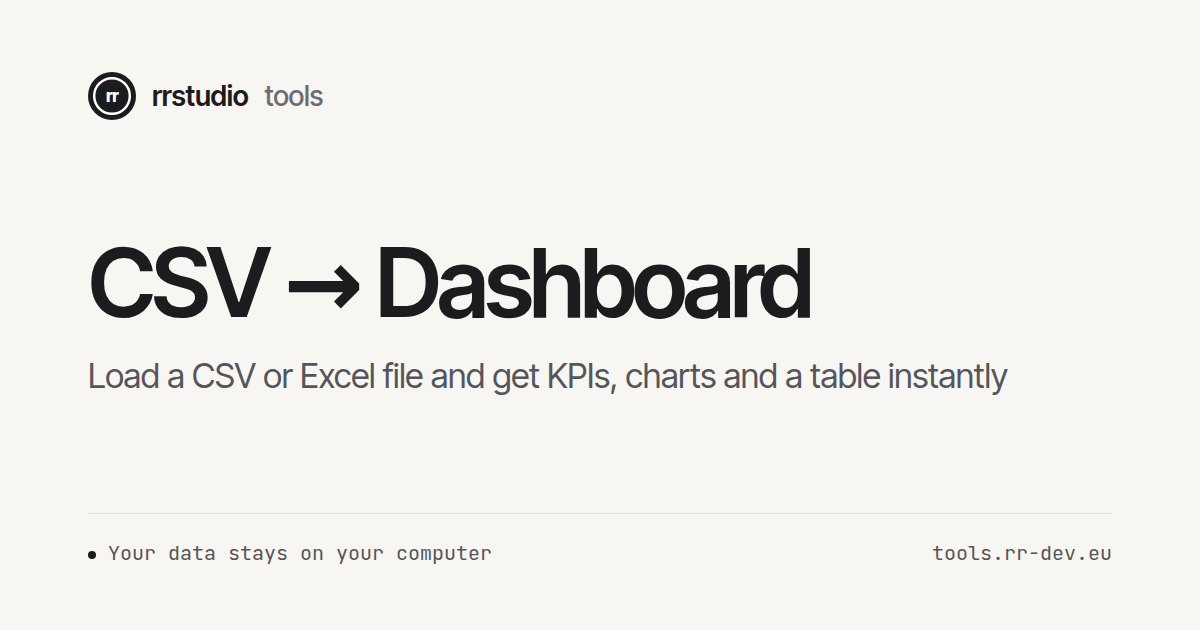 rr rrstudio tools
CSV → Dashboard
Load a CSV or Excel file and get KPIs, charts and a table instantly
• Your data stays on your computer
tools.rr-dev.eu